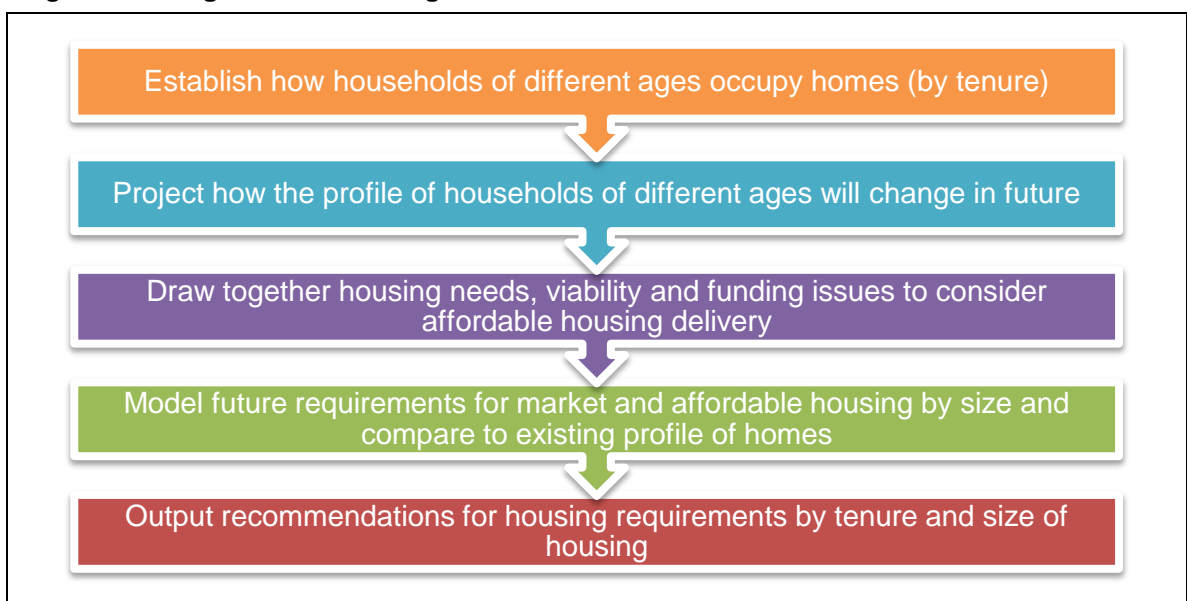 Establish how households of different ages occupy homes (by tenure)
Project how the profile of households of different ages will change in future
Draw together housing needs, viability and funding issues to consider
affordable housing delivery
Model future requirements for market and affordable housing by size and
compare to existing profile of homes
Output recommendations for housing requirements by tenure and size of
housing